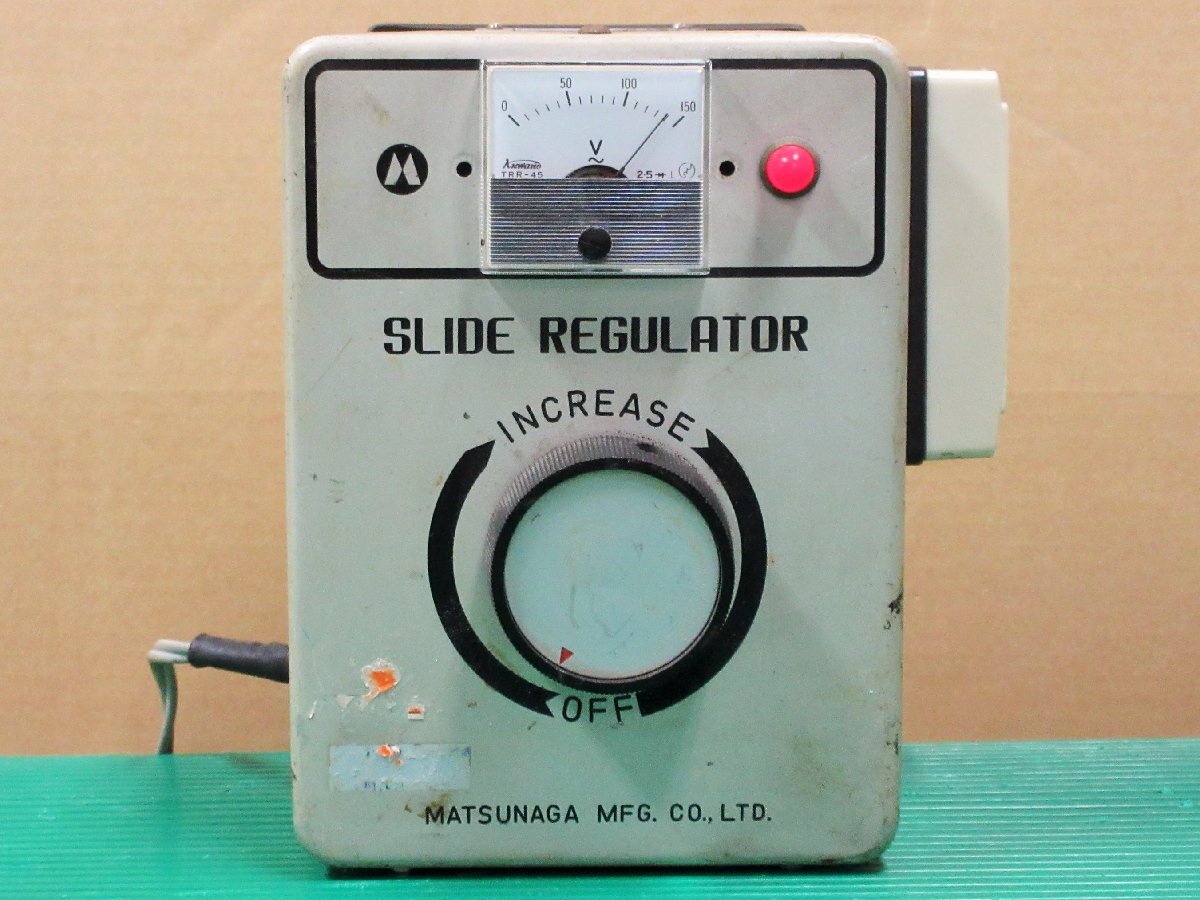 0 50 100 150
V
TRR-45
2.5
SLIDE REGULATOR
INCREASE
OFF
MATSUNAGA MFG. CO., LTD.